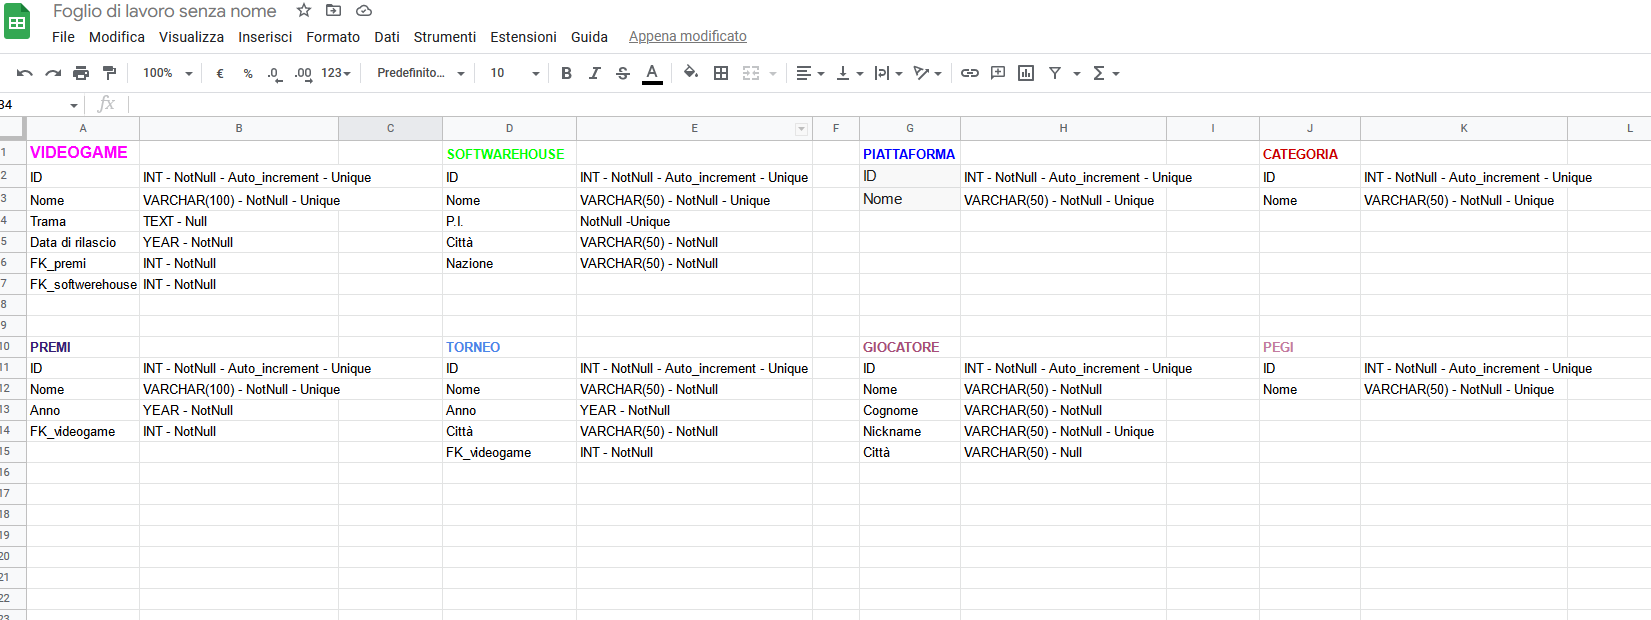 Foglio di lavoro senza nome
File Modifica Visualizza Inserisci Formato Dati Strumenti Estensioni Guida Appena modificato
100% € % .0 .00 123 Predefinito... 10 B I S A
34 fx
A B C D E F G H I J K L
1 VIDEOGAME SOFTWAREHOUSE PIATTAFORMA CATEGORIA
2 ID INT - NotNull - Auto_increment - Unique ID INT - NotNull - Auto_increment - Unique ID INT - NotNull - Auto_increment - Unique ID INT - NotNull - Auto_increment - Unique
3 Nome VARCHAR(100) - NotNull - Unique Nome VARCHAR(50) - NotNull - Unique Nome VARCHAR(50) - NotNull - Unique Nome VARCHAR(50) - NotNull - Unique
4 Trama TEXT - Null P.I. NotNull -Unique
5 Data di rilascio YEAR - NotNull Città VARCHAR(50) - NotNull
6 FK_premi INT - NotNull Nazione VARCHAR(50) - NotNull
7 FK_softwerehouse INT - NotNull
8
9
10 PREMI TORNEO GIOCATORE PEGI
11 ID INT - NotNull - Auto_increment - Unique ID INT - NotNull - Auto_increment - Unique ID INT - NotNull - Auto_increment - Unique ID INT - NotNull - Auto_increment - Unique
12 Nome VARCHAR(100) - NotNull - Unique Nome VARCHAR(50) - NotNull Nome VARCHAR(50) - NotNull Nome VARCHAR(50) - NotNull - Unique
13 Anno YEAR - NotNull Anno YEAR - NotNull Cognome VARCHAR(50) - NotNull
14 FK_videogame INT - NotNull Città VARCHAR(50) - NotNull Nickname VARCHAR(50) - NotNull - Unique
15 FK_videogame INT - NotNull Città VARCHAR(50) - Null
16
17
18
19
20
21
22
23